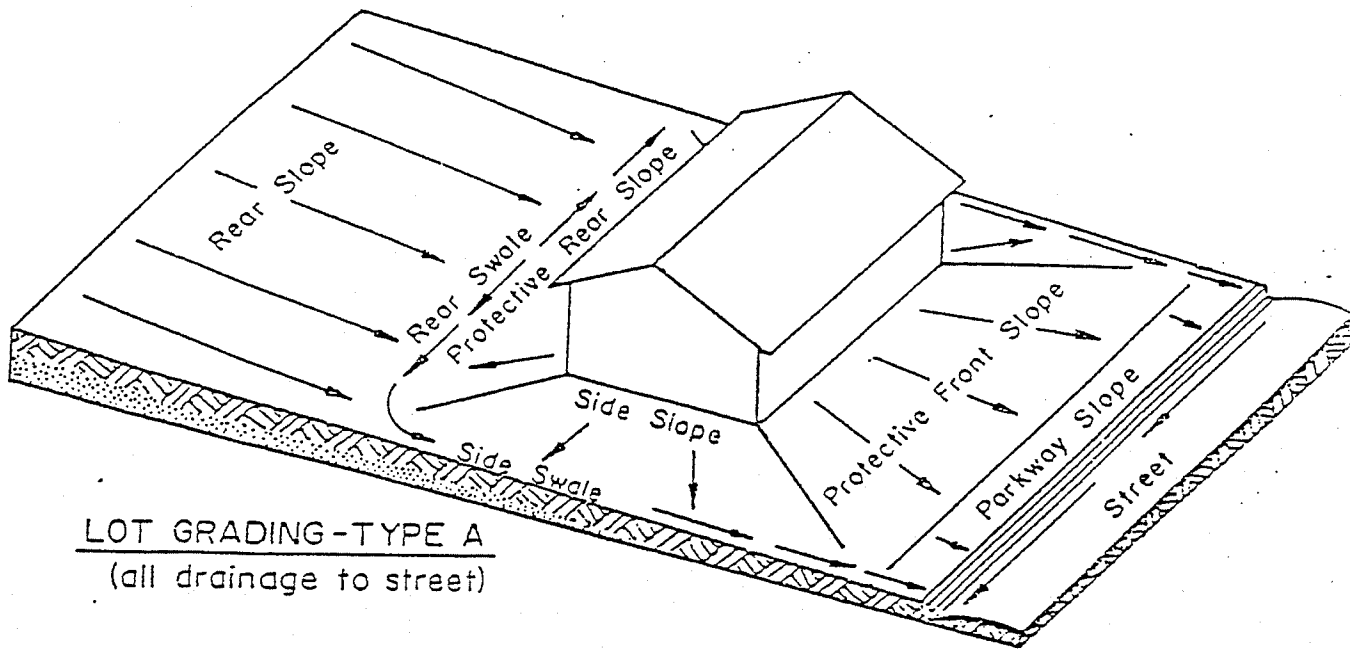 Rear Slope
Rear Swale
Protective Rear Slope
Side Slope
Side Swale
Protective Front Slope
Parkway Slope
Street
LOT GRADING-TYPE A
(all drainage to street)